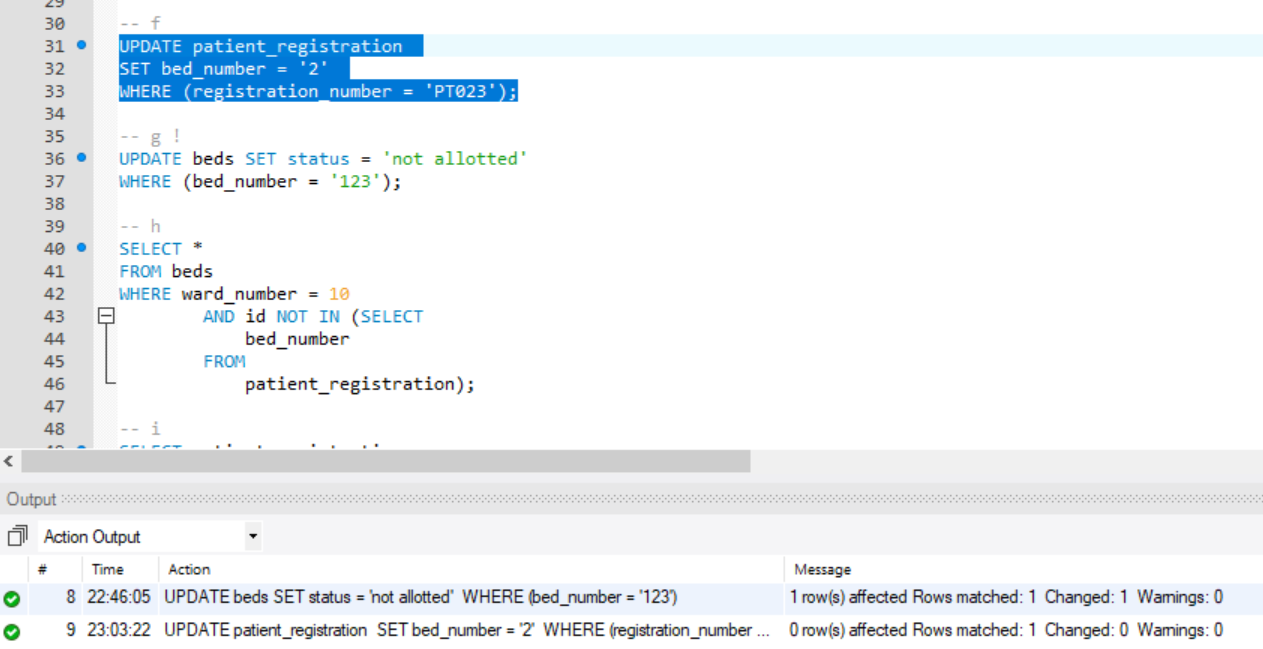 29
30 -- f
31 UPDATE patient_registration
32 SET bed_number = '2'
33 WHERE (registration_number = 'PT023');
34
35 -- g !
36 UPDATE beds SET status = 'not allotted'
37 WHERE (bed_number = '123');
38
39 -- h
40 SELECT *
41 FROM beds
42 WHERE ward_number = 10
43 AND id NOT IN (SELECT
44 bed_number
45 FROM
46 patient_registration);
47
48 -- i
Output
Action Output
# Time Action Message
8 22:46:05 UPDATE beds SET status = 'not allotted' WHERE (bed_number = '123') 1 row(s) affected Rows matched: 1 Changed: 1 Warnings: 0
9 23:03:22 UPDATE patient_registration SET bed_number = '2' WHERE (registration_number ... 0 row(s) affected Rows matched: 1 Changed: 0 Warnings: 0